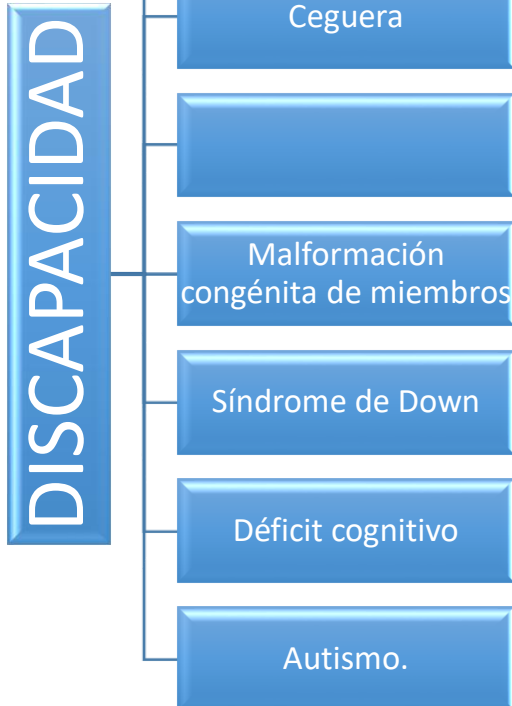 DISCAPACIDAD
Ceguera
Malformación
congénita de miembros
Síndrome de Down
Déficit cognitivo
Autismo.